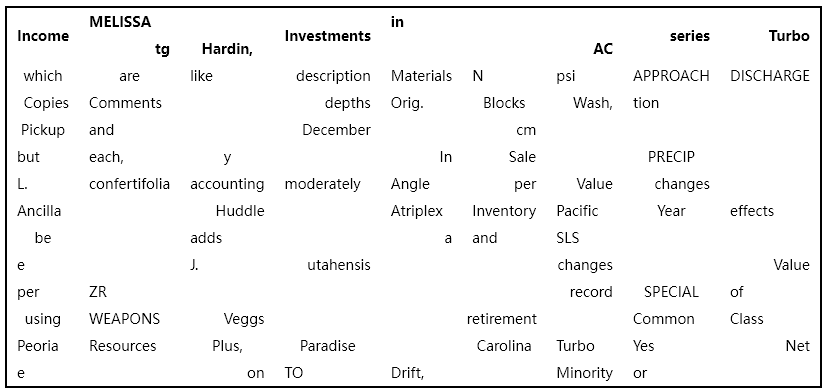 Income MELISSA tg Hardin, Investments in AC series Turbo
which are like description Materials N psi APPROACH DISCHARGE
Copies Comments depths Orig. Blocks Wash, tion
Pickup and December cm
but each, y In Sale PRECIP
L. confertifolia accounting moderately Angle per Value changes
Ancilla Huddle Atriplex Inventory Pacific Year effects
be adds a and SLS
e J. utahensis changes Value
per ZR record SPECIAL of
using WEAPONS Veggs retirement Common Class
Peoria Resources Plus, Paradise Carolina Turbo Yes Net
e on TO Drift, Minority or